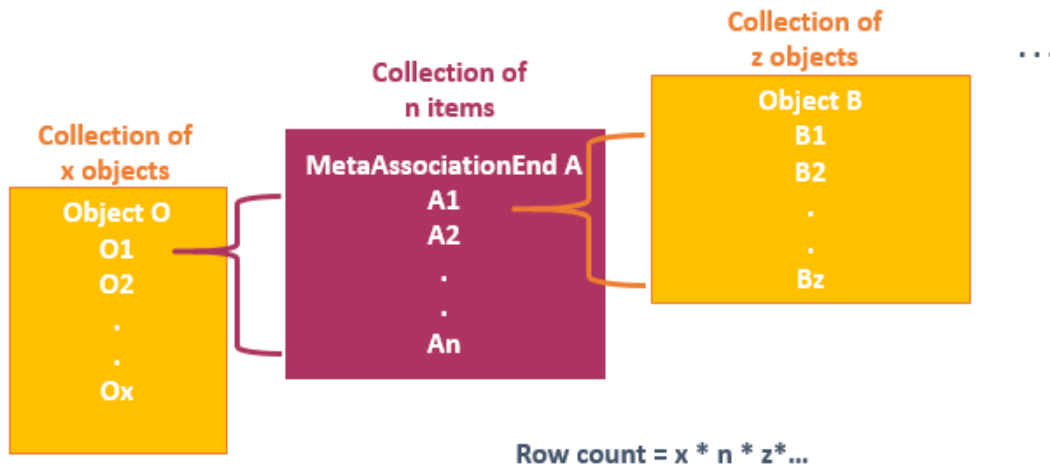 Collection of
x objects
Object O
O1
O2
.
.
Ox
Collection of
n items
MetaAssociationEnd A
A1
A2
.
.
An
Collection of
z objects
Object B
B1
B2
.
.
Bz
...
Row count = x * n * z*...